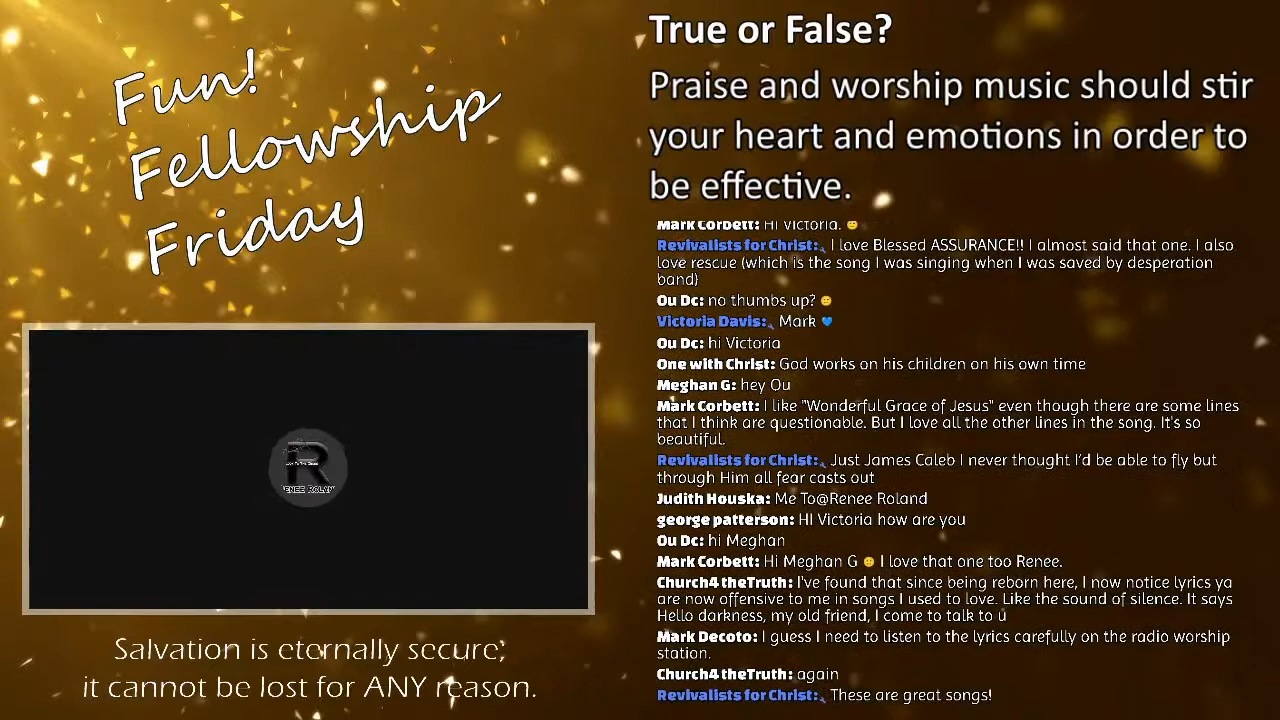 Fun!
Fellowship
Friday
True or False?
Praise and worship music should stir
your heart and emotions in order to
be effective.
Mark Corbett: Hi Victoria. 🙂
Revivalists for Christ: I love Blessed ASSURANCE!! I almost said that one. I also
love rescue (which is the song I was singing when I was saved by desperation
band)
Ou Dc: no thumbs up? 🙂
Victoria Davis: Mark 💙
Ou Dc: hi Victoria
One with Christ: God works on his children on his own time
Meghan G: hey Ou
Mark Corbett: I like "Wonderful Grace of Jesus" even though there are some lines
that I think are questionable. But I love all the other lines in the song. It's so
beautiful.
Revivalists for Christ: Just James Caleb I never thought I'd be able to fly but
through Him all fear casts out
Judith Houska: Me To@Renee Roland
george patterson: HI Victoria how are you
Ou Dc: hi Meghan
Mark Corbett: Hi Meghan G 🙂 I love that one too Renee.
Church4theTruth: I've found that since being reborn here, I now notice lyrics ya
are now offensive to me in songs I used to love. Like the sound of silence. It says
Hello darkness, my old friend, I come to talk to u
Mark Decoto: I guess I need to listen to the lyrics carefully on the radio worship
station.
Church4theTruth: again
Revivalists for Christ: These are great songs!
R
RENEE ROLAND
Salvation is eternally secure;
it cannot be lost for ANY reason.